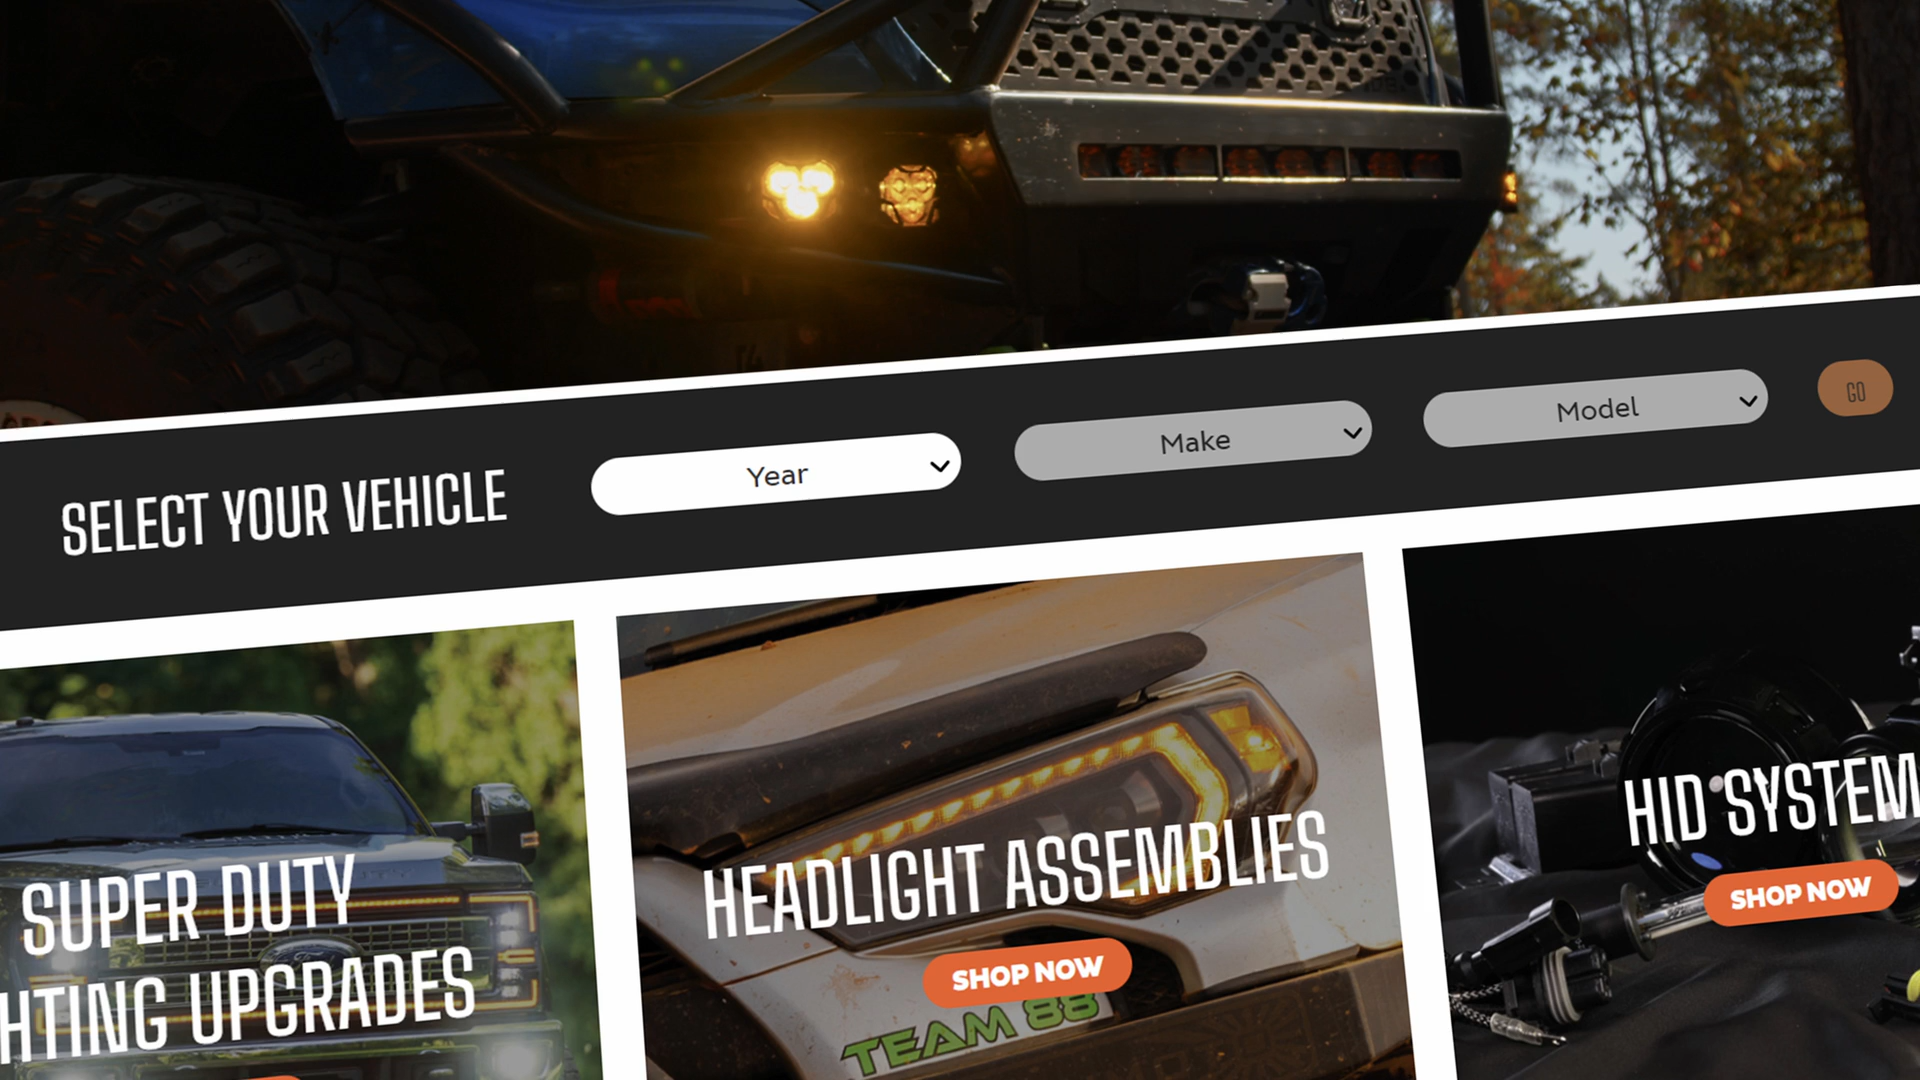 SELECT YOUR VEHICLE
Year
Make
Model
GO
SUPER DUTY
HTING UPGRADES
HEADLIGHT ASSEMBLIES
SHOP NOW
TEAM 88
HID SYSTEM
SHOP NOW